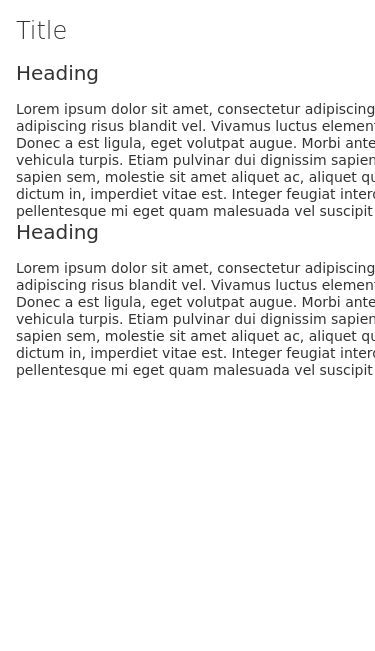 Title
Heading
Lorem ipsum dolor sit amet, consectetur adipiscing
adipiscing risus blandit vel. Vivamus luctus elemen
Donec a est ligula, eget volutpat augue. Morbi ante
vehicula turpis. Etiam pulvinar dui dignissim sapien
sapien sem, molestie sit amet aliquet ac, aliquet qu
dictum in, imperdiet vitae est. Integer feugiat interd
pellentesque mi eget quam malesuada vel suscipit
Heading
Lorem ipsum dolor sit amet, consectetur adipiscing
adipiscing risus blandit vel. Vivamus luctus elemen
Donec a est ligula, eget volutpat augue. Morbi ante
vehicula turpis. Etiam pulvinar dui dignissim sapien
sapien sem, molestie sit amet aliquet ac, aliquet qu
dictum in, imperdiet vitae est. Integer feugiat interd
pellentesque mi eget quam malesuada vel suscipit